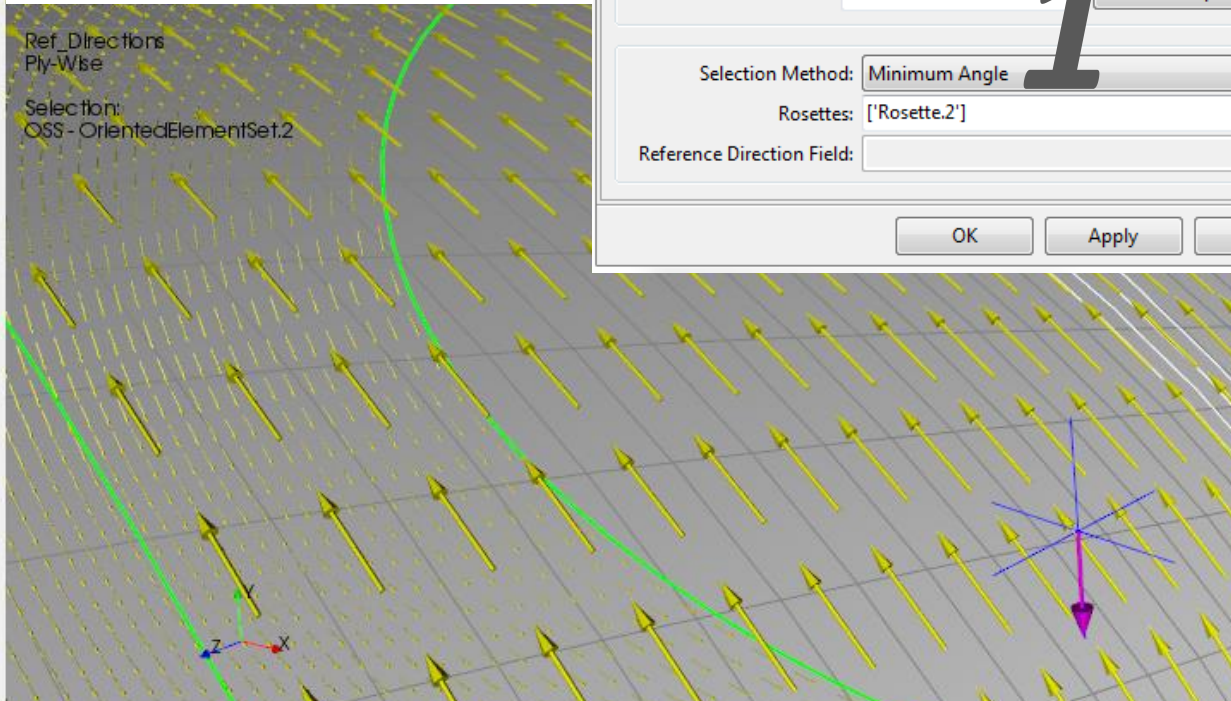 Ref_Directions
Ply-Wise
Selection:
OSS - OrientedElementSet.2
1
Selection Method: Minimum Angle
Rosettes: ['Rosette.2']
Reference Direction Field:
OK Apply
Y
Z X